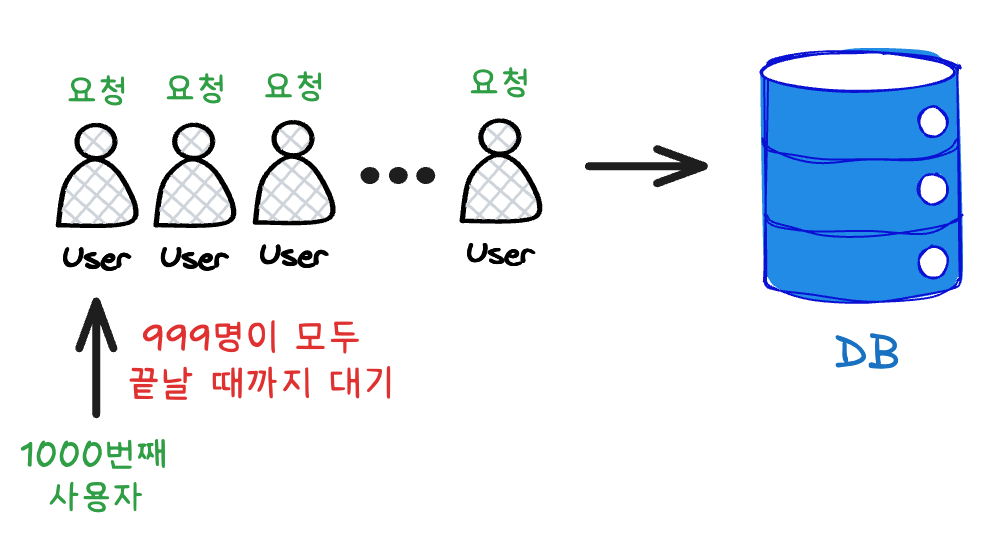 요청 요청 요청 요청
User User User User
999명이 모두
끝날 때까지 대기
DB
1000번째
사용자